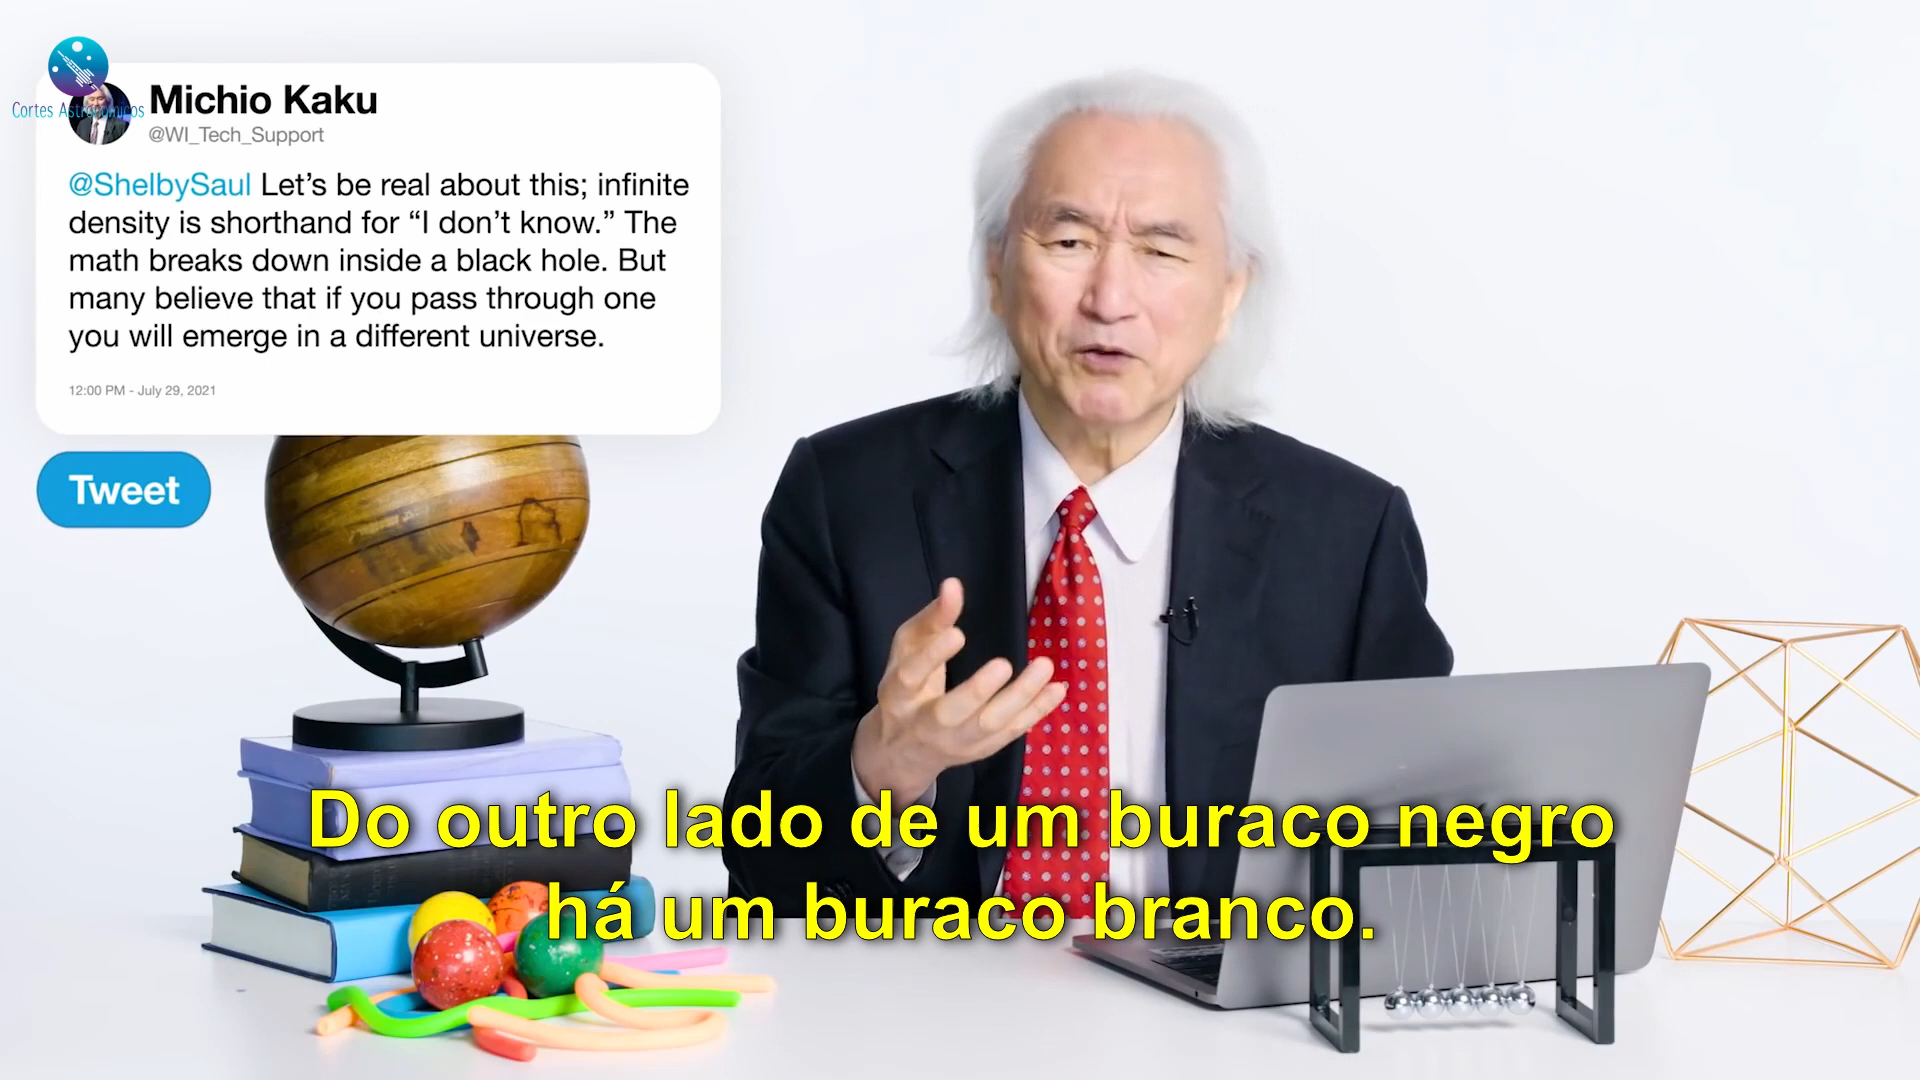 Cortes Astronômicos
Michio Kaku
@WI_Tech_Support
@ShelbySaul Let’s be real about this; infinite
density is shorthand for “I don’t know.” The
math breaks down inside a black hole. But
many believe that if you pass through one
you will emerge in a different universe.
12:00 PM - July 29, 2021
Tweet
Do outro lado de um buraco negro
há um buraco branco.